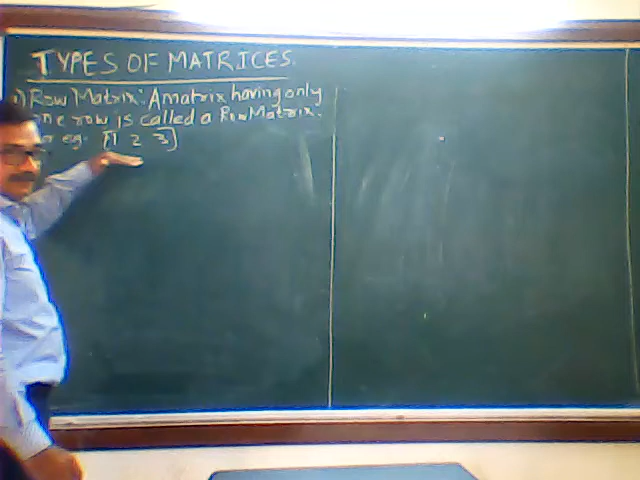 TYPES OF MATRICES.
1) Row Matrix: A matrix having only
one row is called a Row Matrix.
eg. [1 2 3]